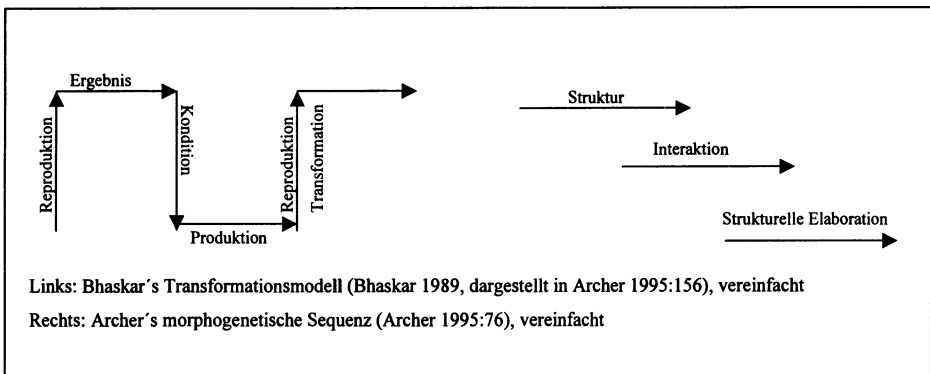 Ergebnis
Reproduktion
Kondition
Produktion
Reproduktion
Transformation
Struktur
Interaktion
Strukturelle Elaboration
Links: Bhaskar´s Transformationsmodell (Bhaskar 1989, dargestellt in Archer 1995:156), vereinfacht
Rechts: Archer´s morphogenetische Sequenz (Archer 1995:76), vereinfacht